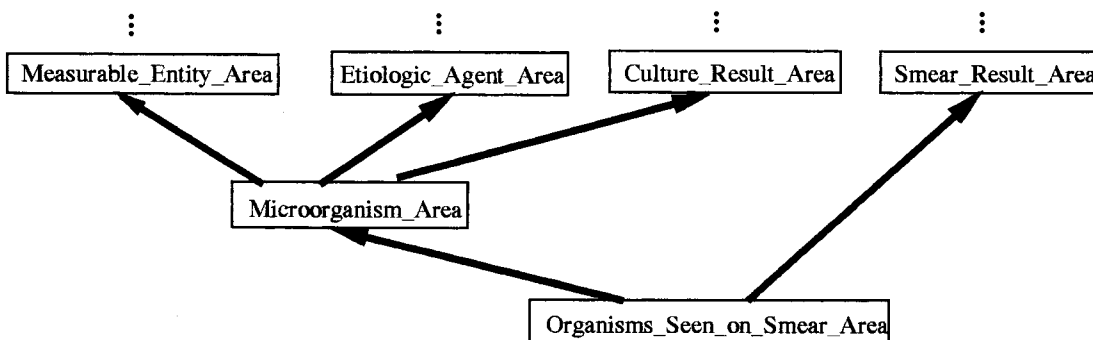 Measurable_Entity_Area
Etiologic_Agent_Area
Culture_Result_Area
Smear_Result_Area
Microorganism_Area
Organisms_Seen_on_Smear_Area